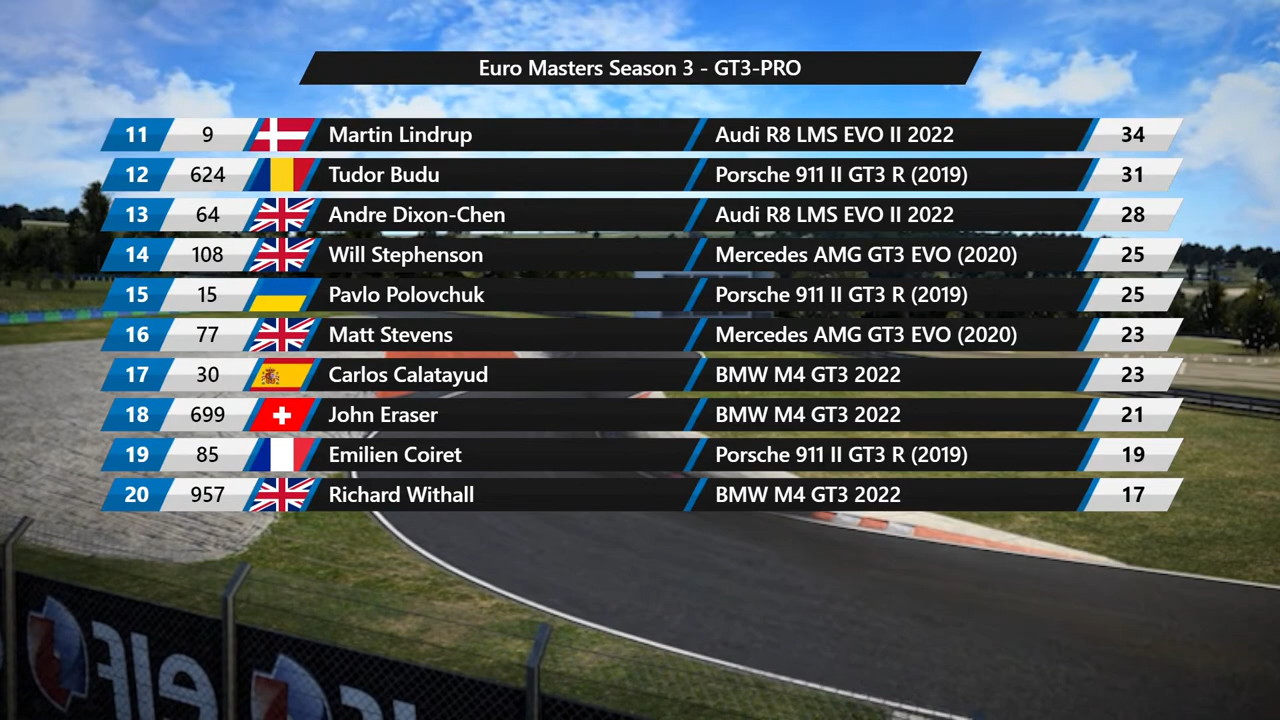 Euro Masters Season 3 - GT3-PRO
11 9 Martin Lindrup Audi R8 LMS EVO II 2022 34
12 624 Tudor Budu Porsche 911 II GT3 R (2019) 31
13 64 Andre Dixon-Chen Audi R8 LMS EVO II 2022 28
14 108 Will Stephenson Mercedes AMG GT3 EVO (2020) 25
15 15 Pavlo Polovchuk Porsche 911 II GT3 R (2019) 25
16 77 Matt Stevens Mercedes AMG GT3 EVO (2020) 23
17 30 Carlos Calatayud BMW M4 GT3 2022 23
18 699 John Eraser BMW M4 GT3 2022 21
19 85 Emilien Coiret Porsche 911 II GT3 R (2019) 19
20 957 Richard Withall BMW M4 GT3 2022 17
elf